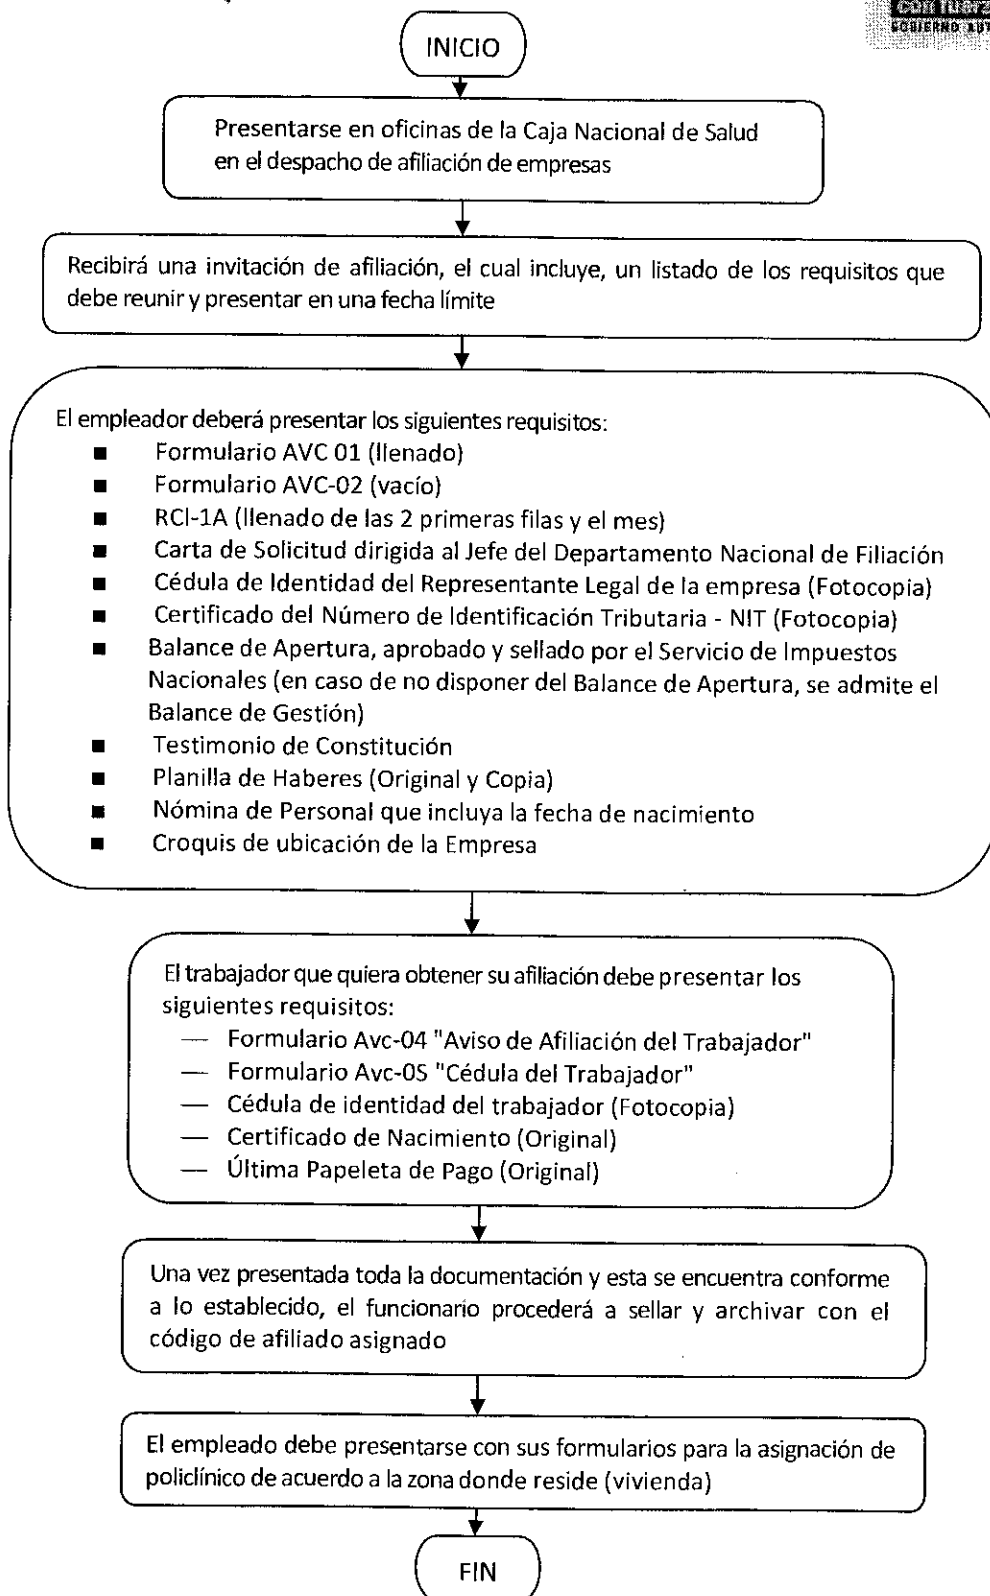 con fuerza
INICIO
Presentarse en oficinas de la Caja Nacional de Salud
en el despacho de afiliación de empresas
Recibirá una invitación de afiliación, el cual incluye, un listado de los requisitos que
debe reunir y presentar en una fecha límite
El empleador deberá presentar los siguientes requisitos:
■ Formulario AVC 01 (llenado)
■ Formulario AVC-02 (vacío)
■ RCI-1A (llenado de las 2 primeras filas y el mes)
■ Carta de Solicitud dirigida al Jefe del Departamento Nacional de Filiación
■ Cédula de Identidad del Representante Legal de la empresa (Fotocopia)
■ Certificado del Número de Identificación Tributaria - NIT (Fotocopia)
■ Balance de Apertura, aprobado y sellado por el Servicio de Impuestos
Nacionales (en caso de no disponer del Balance de Apertura, se admite el
Balance de Gestión)
■ Testimonio de Constitución
■ Planilla de Haberes (Original y Copia)
■ Nómina de Personal que incluya la fecha de nacimiento
■ Croquis de ubicación de la Empresa
El trabajador que quiera obtener su afiliación debe presentar los
siguientes requisitos:
— Formulario Avc-04 "Aviso de Afiliación del Trabajador"
— Formulario Avc-0S "Cédula del Trabajador"
— Cédula de identidad del trabajador (Fotocopia)
— Certificado de Nacimiento (Original)
— Última Papeleta de Pago (Original)
Una vez presentada toda la documentación y esta se encuentra conforme
a lo establecido, el funcionario procederá a sellar y archivar con el
código de afiliado asignado
El empleado debe presentarse con sus formularios para la asignación de
policlínico de acuerdo a la zona donde reside (vivienda)
FIN